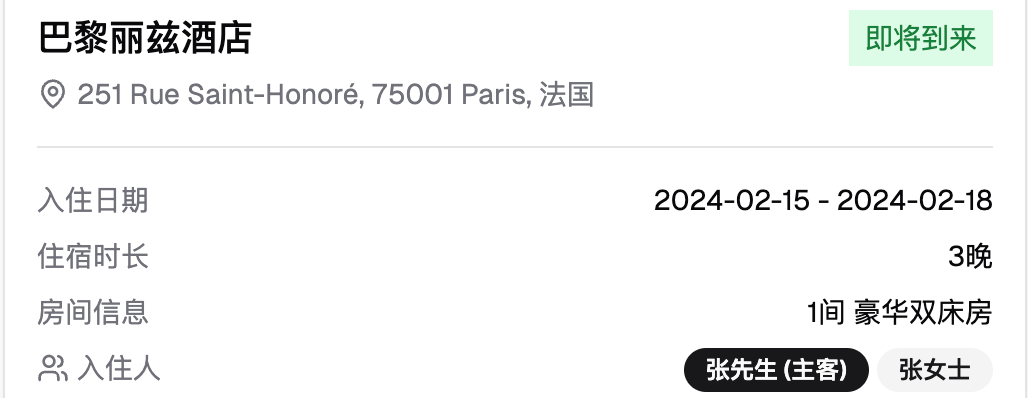 巴黎丽兹酒店
即将到来
251 Rue Saint-Honoré, 75001 Paris, 法国
入住日期 2024-02-15 - 2024-02-18
住宿时长 3晚
房间信息 1间 豪华双床房
入住人 张先生 (主客) 张女士